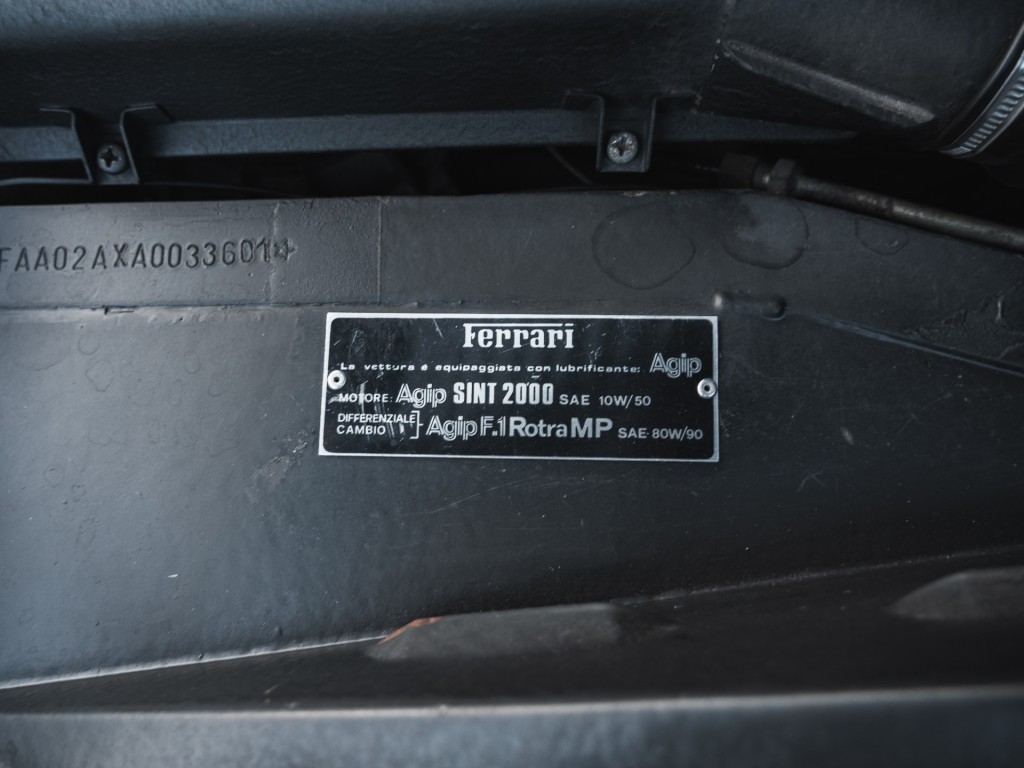 FAA02AXA0033601
Ferrari
La vettura è equipaggiata con lubrificante: Agip
MOTORE: Agip SINT 2000 SAE 10W/50
DIFFERENZIALE
CAMBIO ] Agip F.1 Rotra MP SAE 80W/90